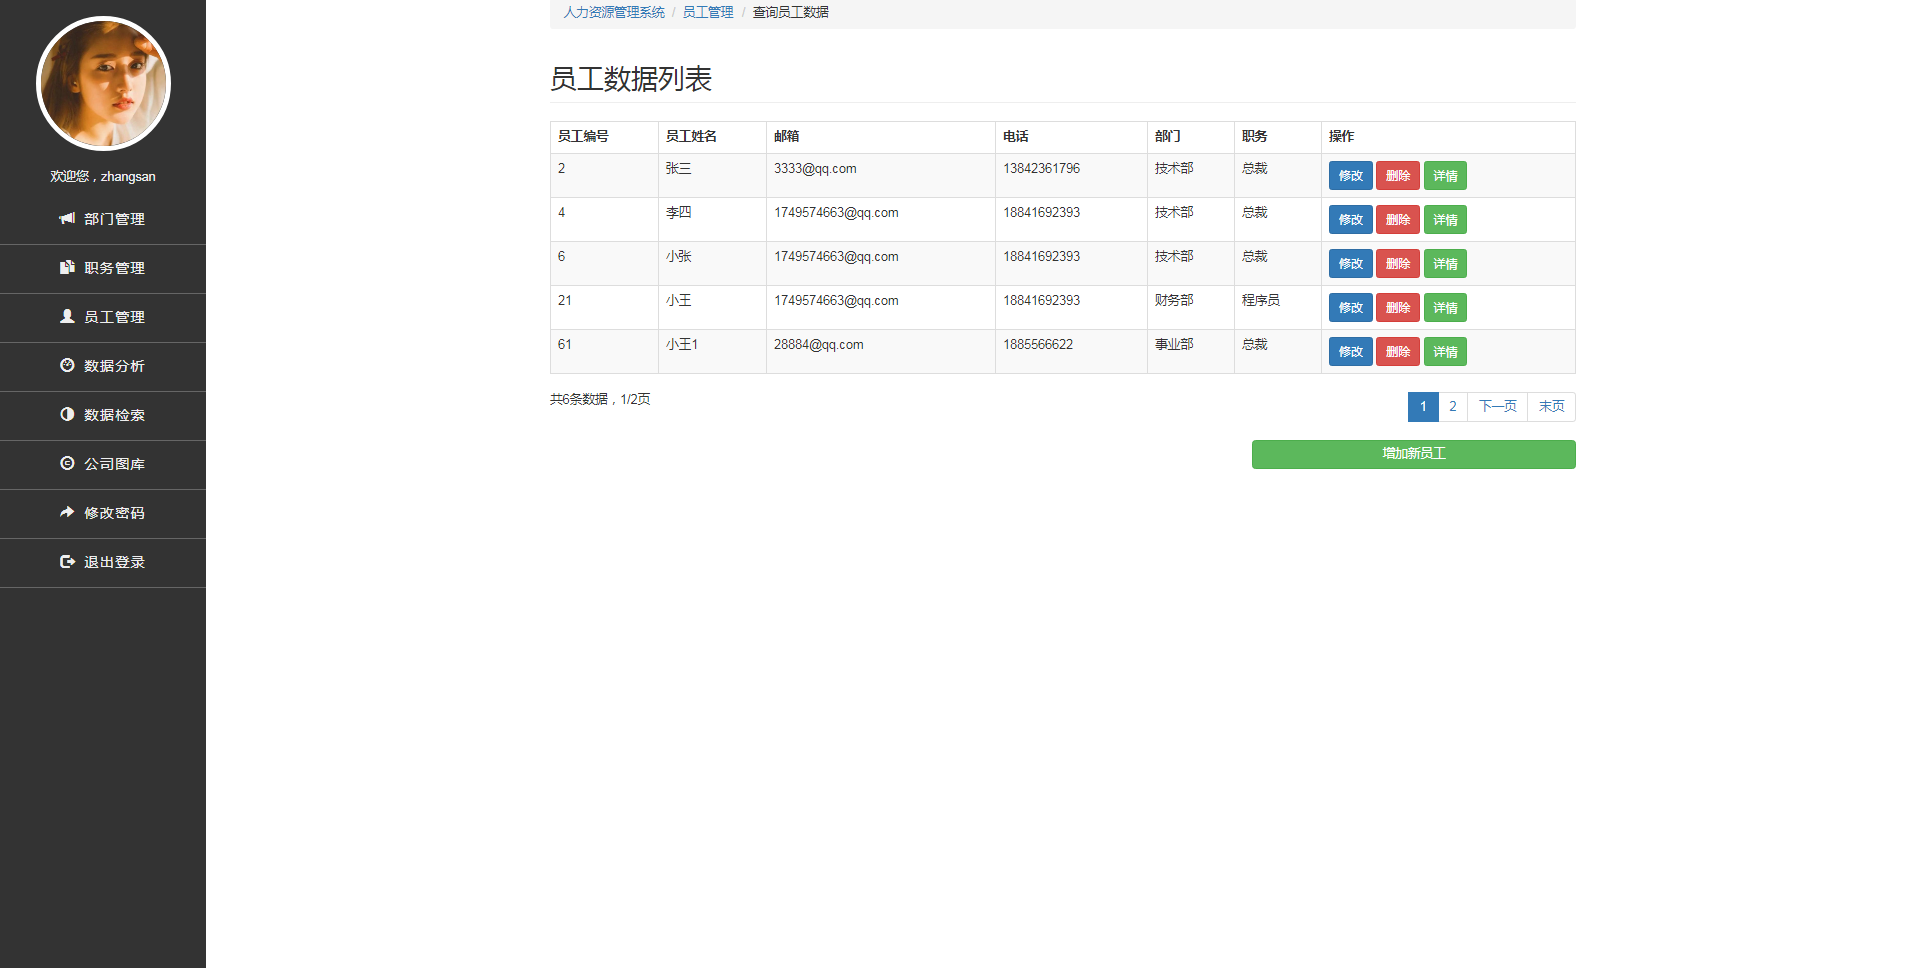 欢迎您，zhangsan
部门管理
职务管理
员工管理
数据分析
数据检索
公司图库
修改密码
退出登录
人力资源管理系统 / 员工管理 / 查询员工数据
员工数据列表
员工编号 员工姓名 邮箱 电话 部门 职务 操作
2 张三 3333@qq.com 13842361796 技术部 总裁 修改 删除 详情
4 李四 1749574663@qq.com 18841692393 技术部 总裁 修改 删除 详情
6 小张 1749574663@qq.com 18841692393 技术部 总裁 修改 删除 详情
21 小王 1749574663@qq.com 18841692393 财务部 程序员 修改 删除 详情
61 小王1 28884@qq.com 1885566622 事业部 总裁 修改 删除 详情
共6条数据，1/2页
1 2 下一页 末页
增加新员工